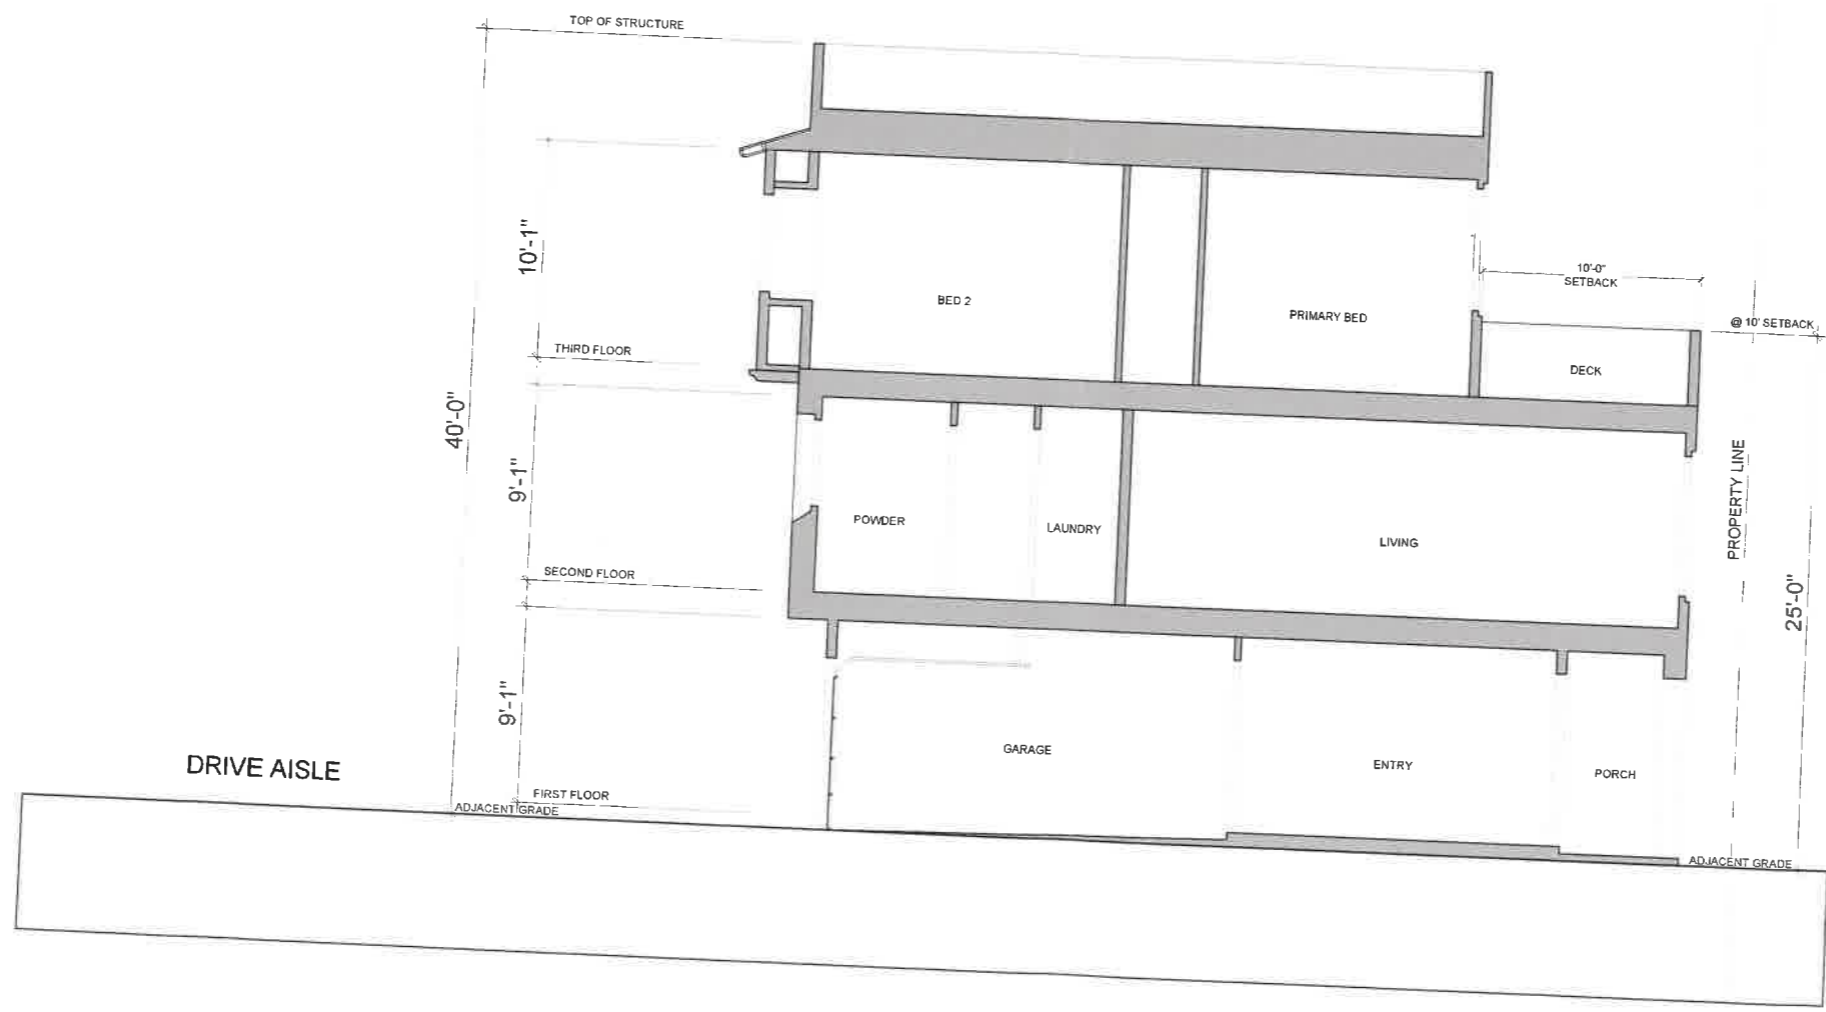 TOP OF STRUCTURE
10'-1"
10'-0"
SETBACK
BED 2
PRIMARY BED
@ 10' SETBACK
THIRD FLOOR
DECK
40'-0"
9'-1"
PROPERTY LINE
POWDER
LAUNDRY
LIVING
SECOND FLOOR
25'-0"
9'-1"
GARAGE
ENTRY
PORCH
DRIVE AISLE
FIRST FLOOR
ADJACENT GRADE
ADJACENT GRADE